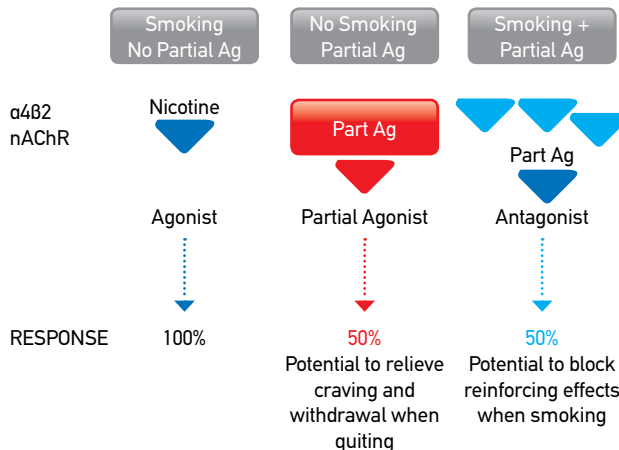 Smoking
No Partial Ag
No Smoking
Partial Ag
Smoking +
Partial Ag
α4ß2
nAChR
Nicotine
Part Ag
Part Ag
Agonist
Partial Agonist
Antagonist
RESPONSE
100%
50%
Potential to relieve
craving and
withdrawal when
quiting
50%
Potential to block
reinforcing effects
when smoking